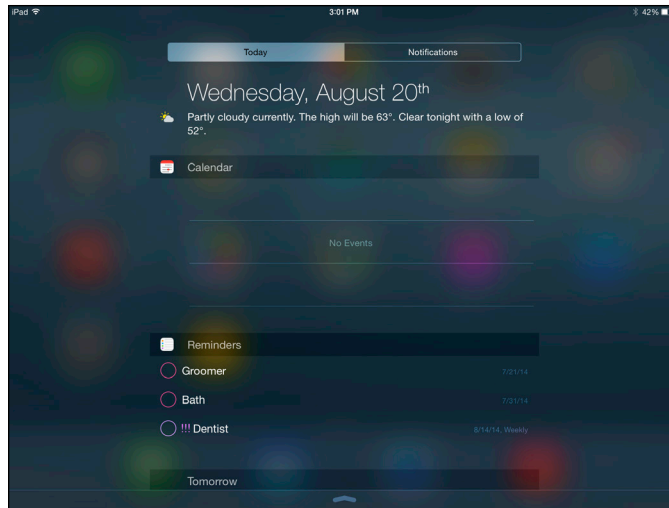 iPad 3:01 PM 42%
Today Notifications
Wednesday, August 20th
Partly cloudy currently. The high will be 63°. Clear tonight with a low of
52°.
Calendar
No Events
Reminders
Groomer 7/21/14
Bath 7/21/14
!!! Dentist 8/14/14, Weekly
Tomorrow